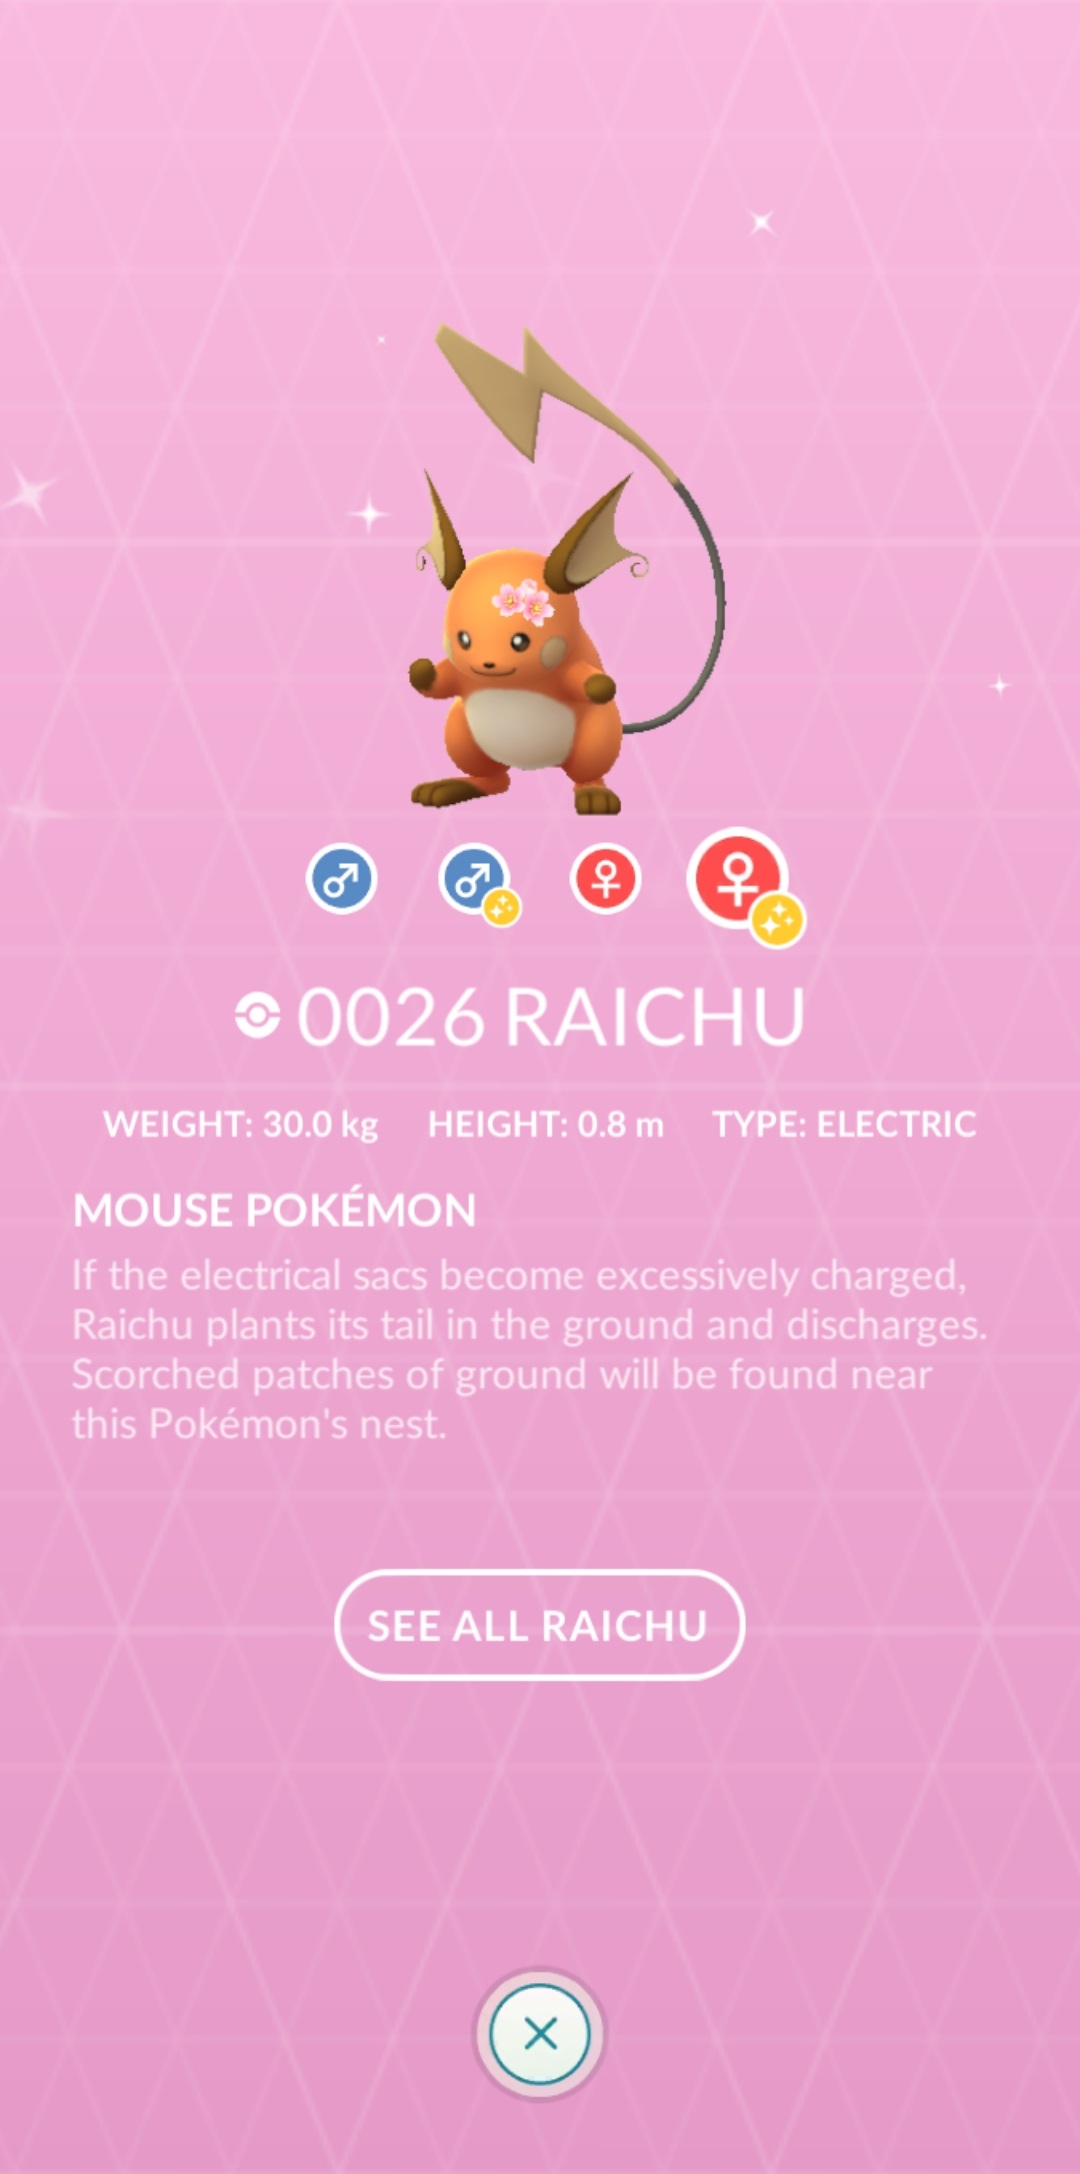 0026 RAICHU
WEIGHT: 30.0 kg HEIGHT: 0.8 m TYPE: ELECTRIC
MOUSE POKÉMON
If the electrical sacs become excessively charged,
Raichu plants its tail in the ground and discharges.
Scorched patches of ground will be found near
this Pokémon's nest.
SEE ALL RAICHU